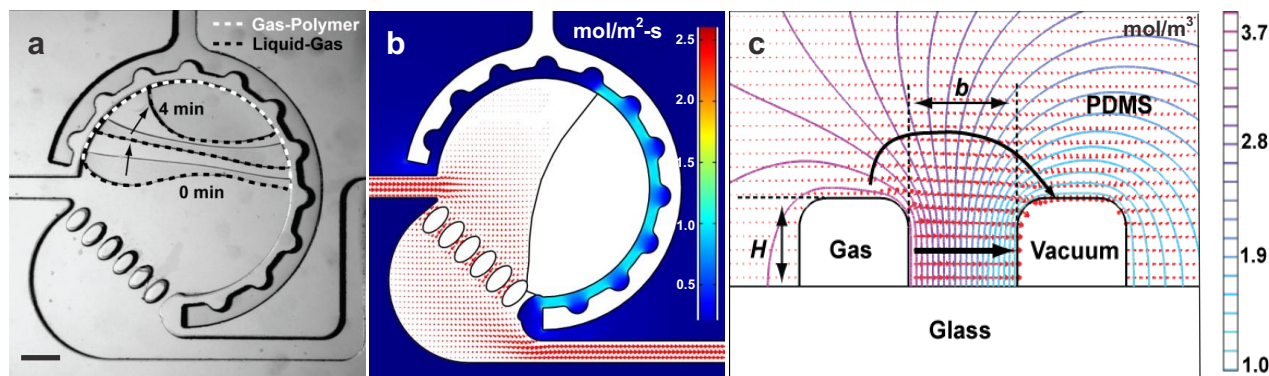 a
Gas-Polymer
Liquid-Gas
4 min
0 min
b
mol/m²-s
2.5
2.0
1.5
1.0
0.5
c
mol/m³
b
PDMS
H
Gas
Vacuum
Glass
3.7
2.8
1.9
1.0